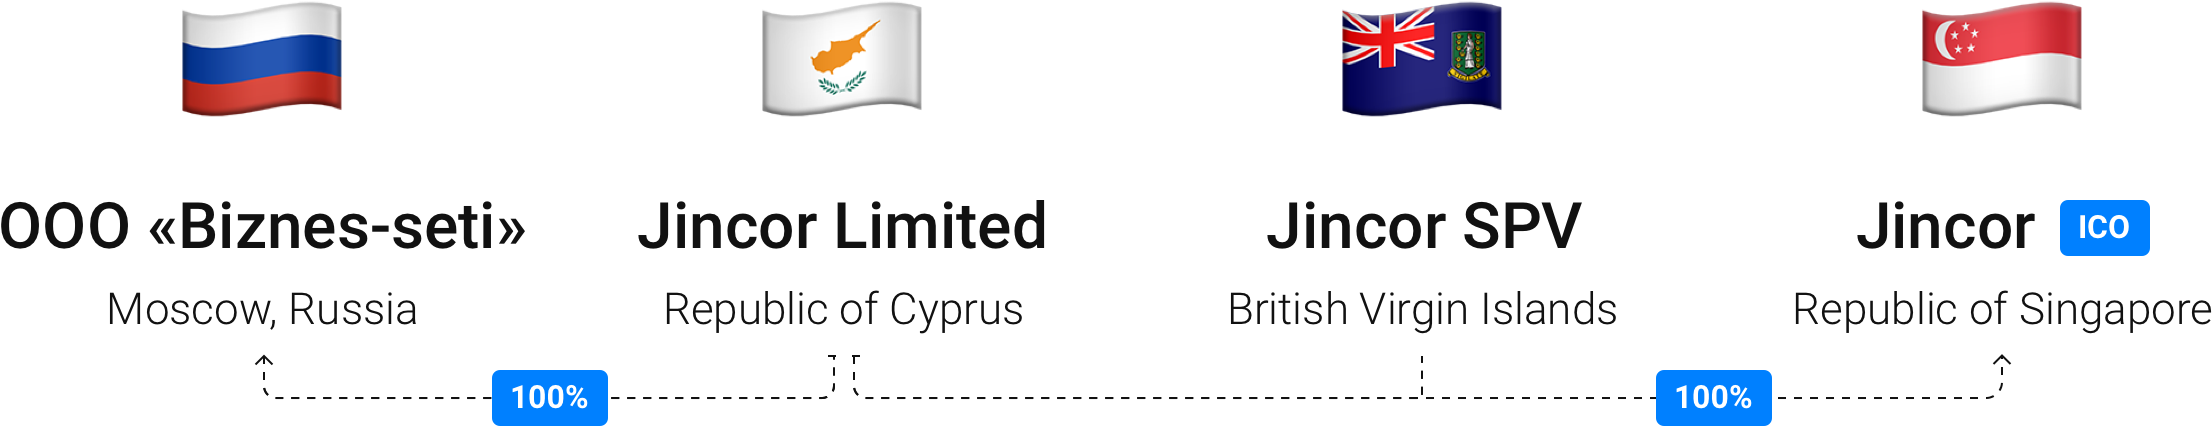 OOO «Biznes-seti»
Moscow, Russia
Jincor Limited
Republic of Cyprus
Jincor SPV
British Virgin Islands
Jincor ICO
Republic of Singapore
100%
100%